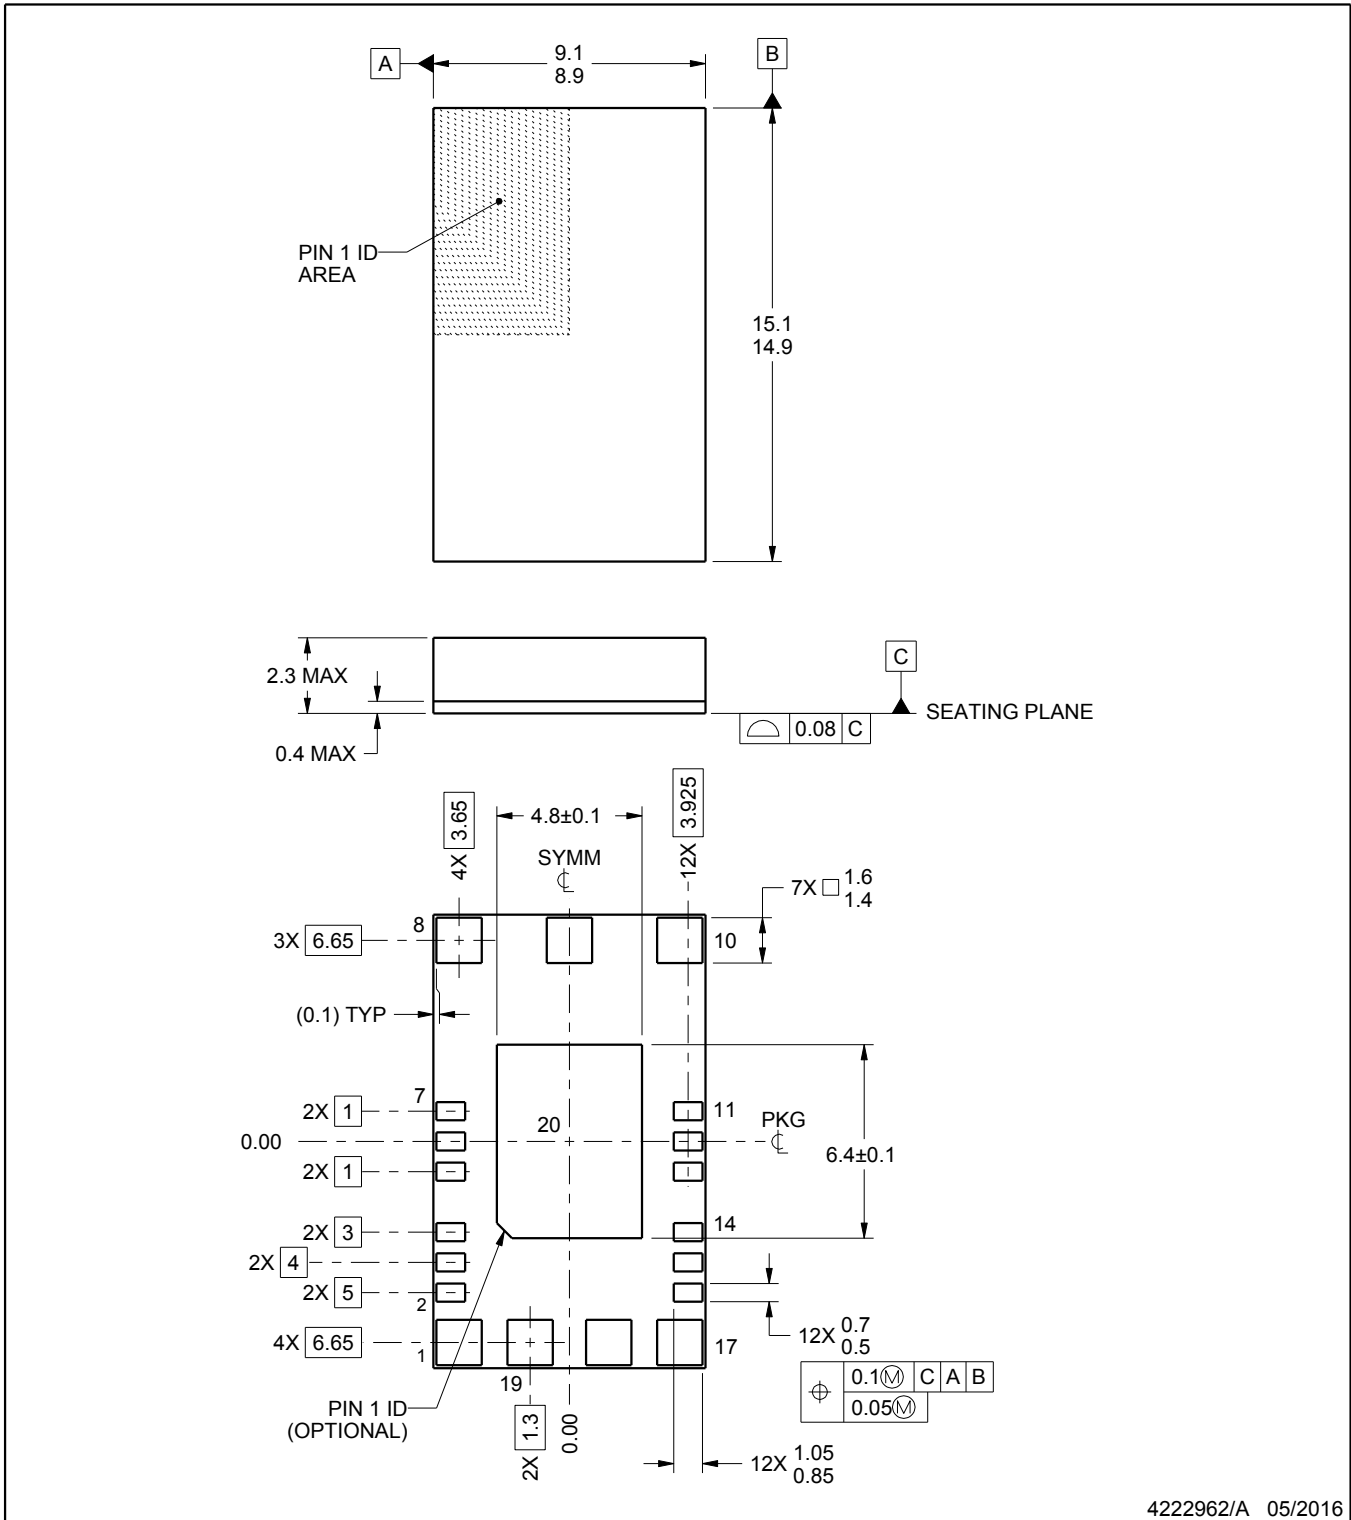 A
9.1
8.9
B
PIN 1 ID
AREA
15.1
14.9
2.3 MAX
C
SEATING PLANE
0.08 C
0.4 MAX
4X 3.65
4.8±0.1
12X 3.925
SYMM
7X 1.6
1.4
8
3X 6.65
10
(0.1) TYP
7
2X 1
11
20
PKG
0.00
6.4±0.1
2X 1
2X 3
14
2X 4
2X 5
2
12X 0.7
0.5
4X 6.65
1
17
19
0.1Ⓜ C A B
0.05Ⓜ
PIN 1 ID
(OPTIONAL)
2X 1.3
0.00
12X 1.05
0.85
4222962/A 05/2016